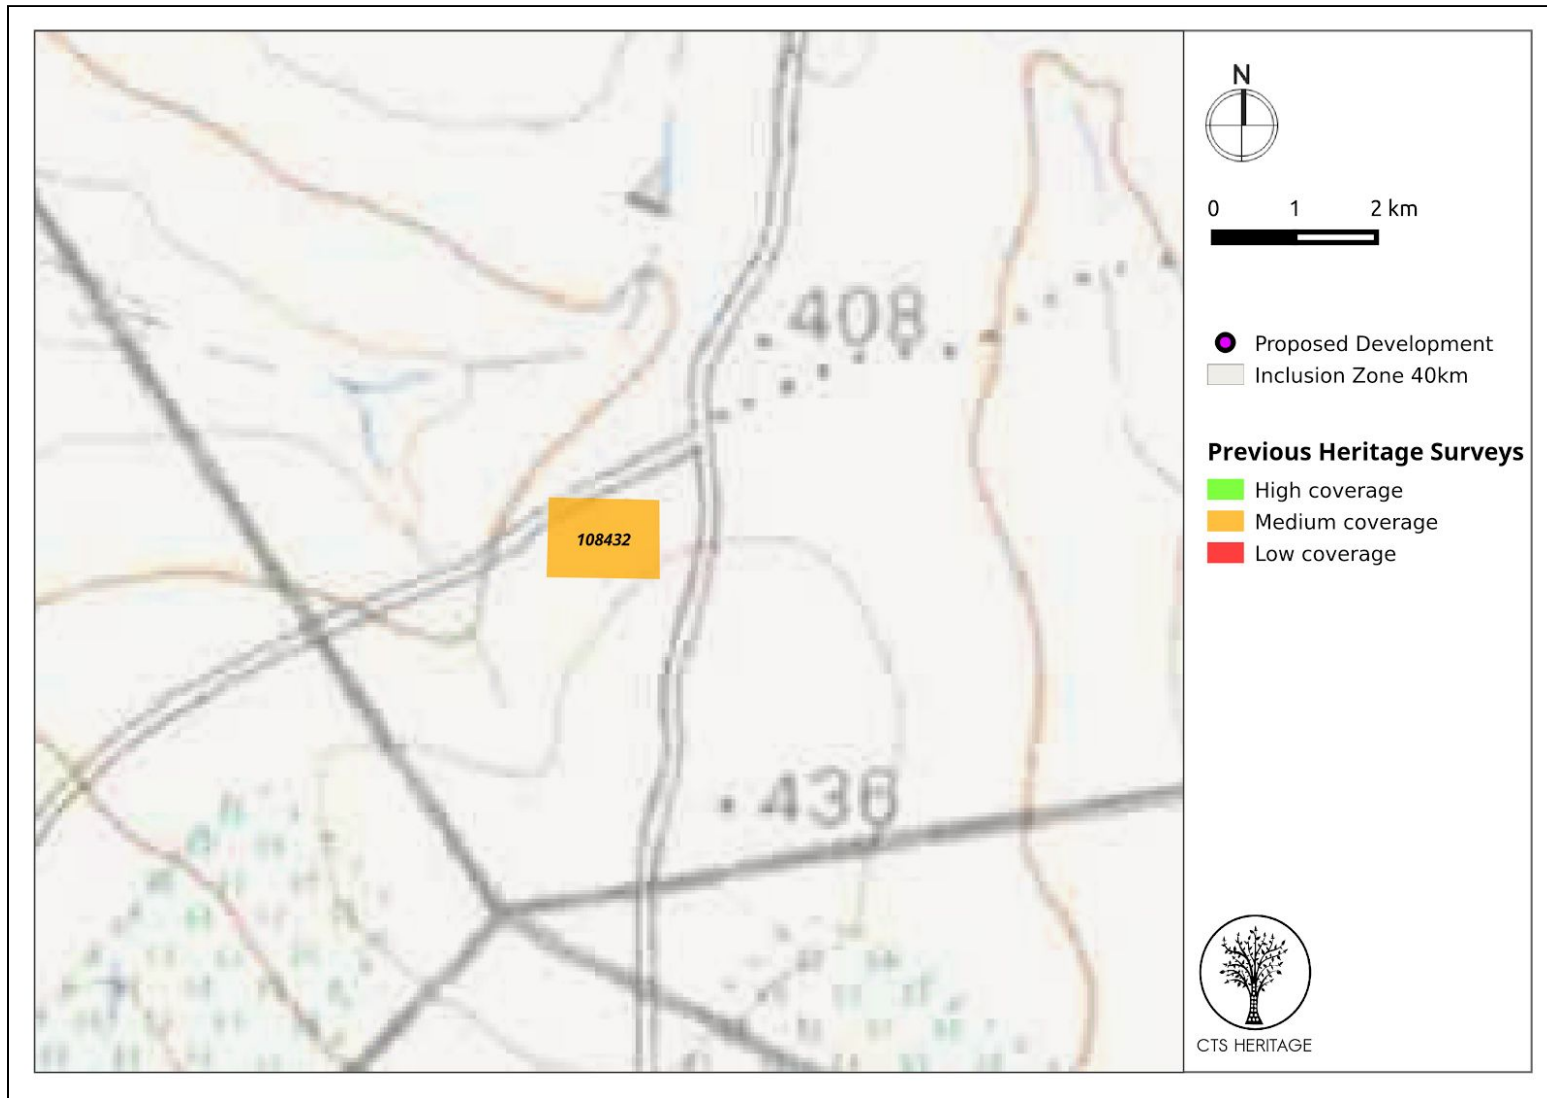 N
0 1 2 km
408
Proposed Development
Inclusion Zone 40km
Previous Heritage Surveys
High coverage
Medium coverage
Low coverage
108432
436
CTS HERITAGE